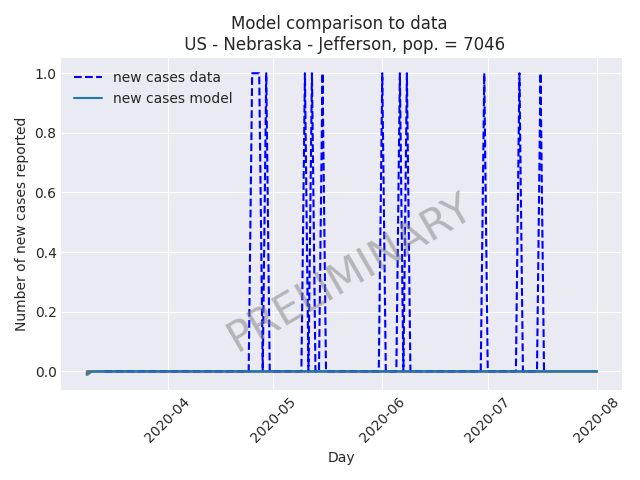 Model comparison to data
US - Nebraska - Jefferson, pop. = 7046
new cases data
new cases model
PRELIMINARY
Number of new cases reported
1.0
0.8
0.6
0.4
0.2
0.0
2020-04
2020-05
2020-06
2020-07
2020-08
Day